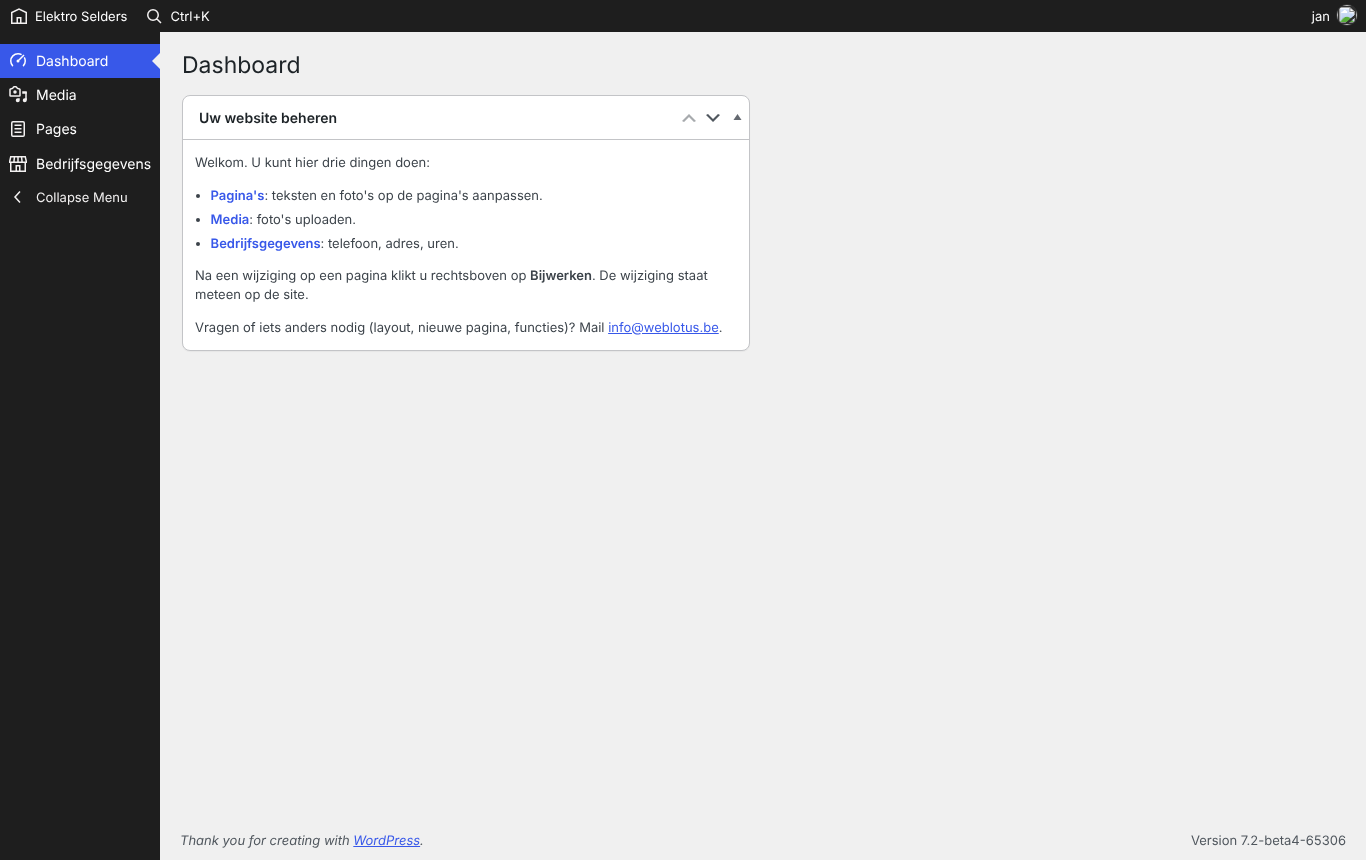 Elektro Selders Ctrl+K jan
Dashboard
Media
Pages
Bedrijfsgegevens
Collapse Menu
Dashboard
Uw website beheren
Welkom. U kunt hier drie dingen doen:
Pagina's: teksten en foto's op de pagina's aanpassen.
Media: foto's uploaden.
Bedrijfsgegevens: telefoon, adres, uren.
Na een wijziging op een pagina klikt u rechtsboven op Bijwerken. De wijziging staat
meteen op de site.
Vragen of iets anders nodig (layout, nieuwe pagina, functies)? Mail info@weblotus.be.
Thank you for creating with WordPress. Version 7.2-beta4-65306